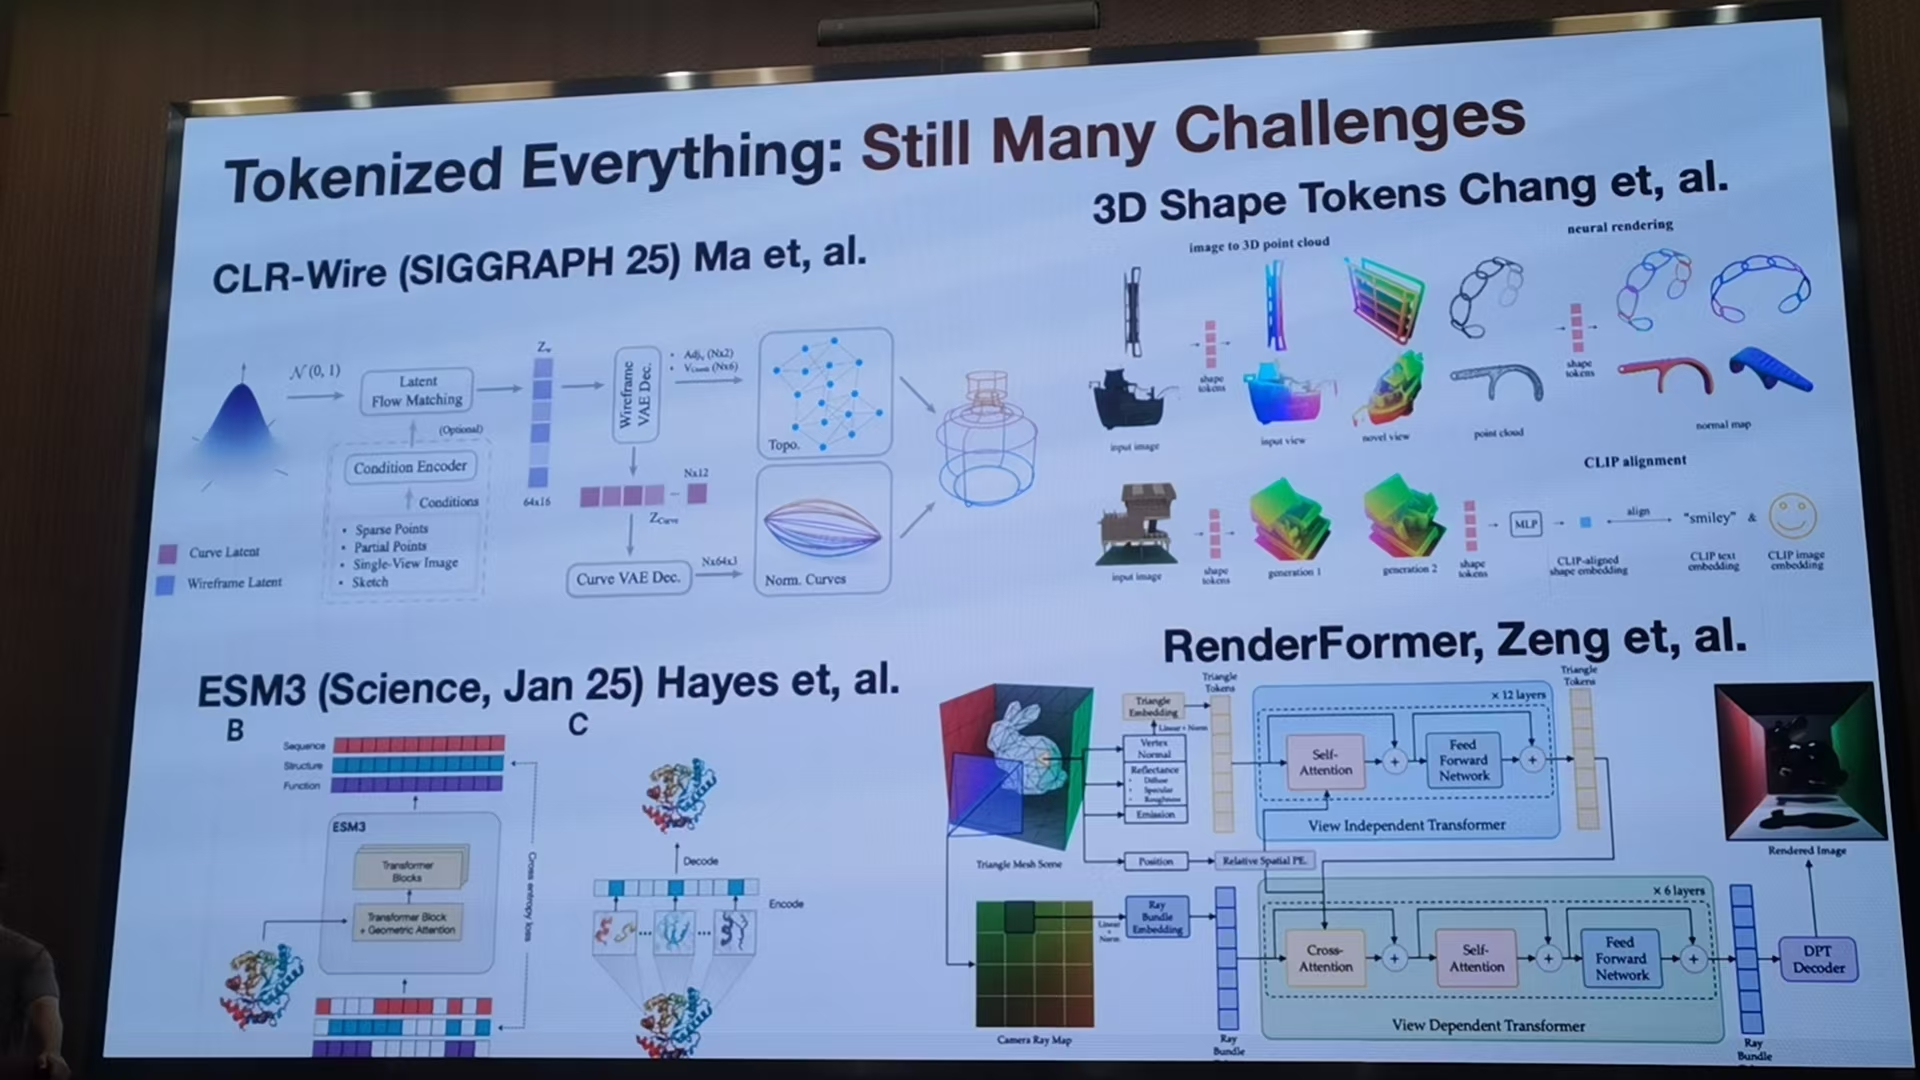 Tokenized Everything: Still Many Challenges
CLR-Wire (SIGGRAPH 25) Ma et, al.
N (0, 1)
Latent
Flow Matching
(Optional)
Condition Encoder
Conditions
• Sparse Points
• Partial Points
• Single-View Image
• Sketch
Curve Latent
Wireframe Latent
Zw
64x16
Wireframe
VAE Dec.
• Adj, (Nx2)
(Nx6)
Topo.
Nx12
ZCurve
Curve VAE Dec.
Nx64x3
Norm. Curves
3D Shape Tokens Chang et, al.
image to 3D point cloud
neural rendering
shape
tokens
input image
input view
novel view
point cloud
shape
tokens
normal map
CLIP alignment
input image
shape
tokens
generation 1
generation 2
shape
tokens
MLP
align
"smiley" &
CLIP-aligned
shape embedding
CLIP text
embedding
CLIP image
embedding
ESM3 (Science, Jan 25) Hayes et, al.
B
Sequence
Structure
Function
ESM3
Transformer
Blocks
Transformer Block
+ Geometric Attention
Cross entropy loss
C
Decode
Encode
RenderFormer, Zeng et, al.
Triangle Mesh Scene
Triangle
Embedding
Linear + Norm
Vertex
Normal
Reflectance
• Diffuse
• Specular
• Roughness
Emission
Position
Relative Spatial PE.
Triangle
Tokens
× 12 layers
Self-
Attention
+
Feed
Forward
Network
+
View Independent Transformer
Triangle
Tokens
Rendered Image
Camera Ray Map
Linear
+
Norm
Ray
Bundle
Embedding
Ray
Bundle
× 6 layers
Cross-
Attention
+
Self-
Attention
+
Feed
Forward
Network
+
View Dependent Transformer
Ray
Bundle
DPT
Decoder